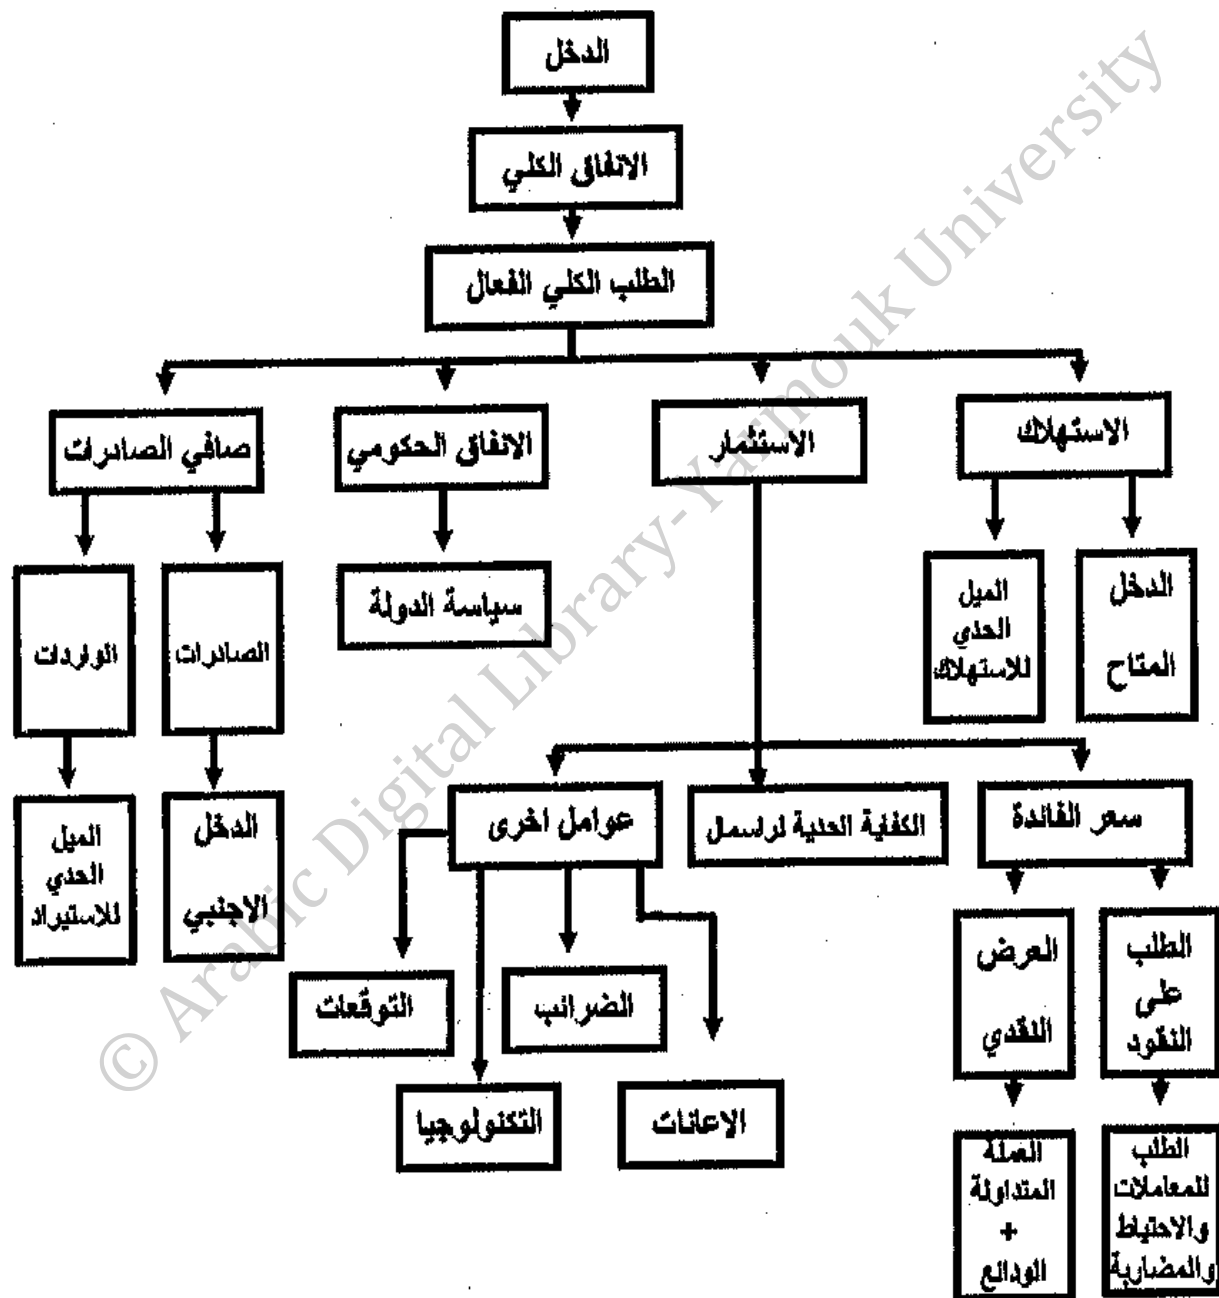 الدخل
الانفاق الكلي
الطلب الكلي الفعال
الاستهلاك
الاستثمار
الانفاق الحكومي
صافي الصادرات
الدخل
المتاح
الميل
الحدي
للاستهلاك
سياسة الدولة
الصادرات
الواردات
سعر الفائدة
الكفاية الحدية لراسمال
عوامل اخرى
الدخل
الاجنبي
الميل
الحدي
للاستيراد
الطلب
على
النقود
العرض
النقدي
الضرائب
التوقعات
الاعانات
التكنولوجيا
الطلب
للمعاملات
والاحتياط
والمضاربة
العملة
المتداولة
+
الودائع
© Arabic Digital Library-Yarmouk University